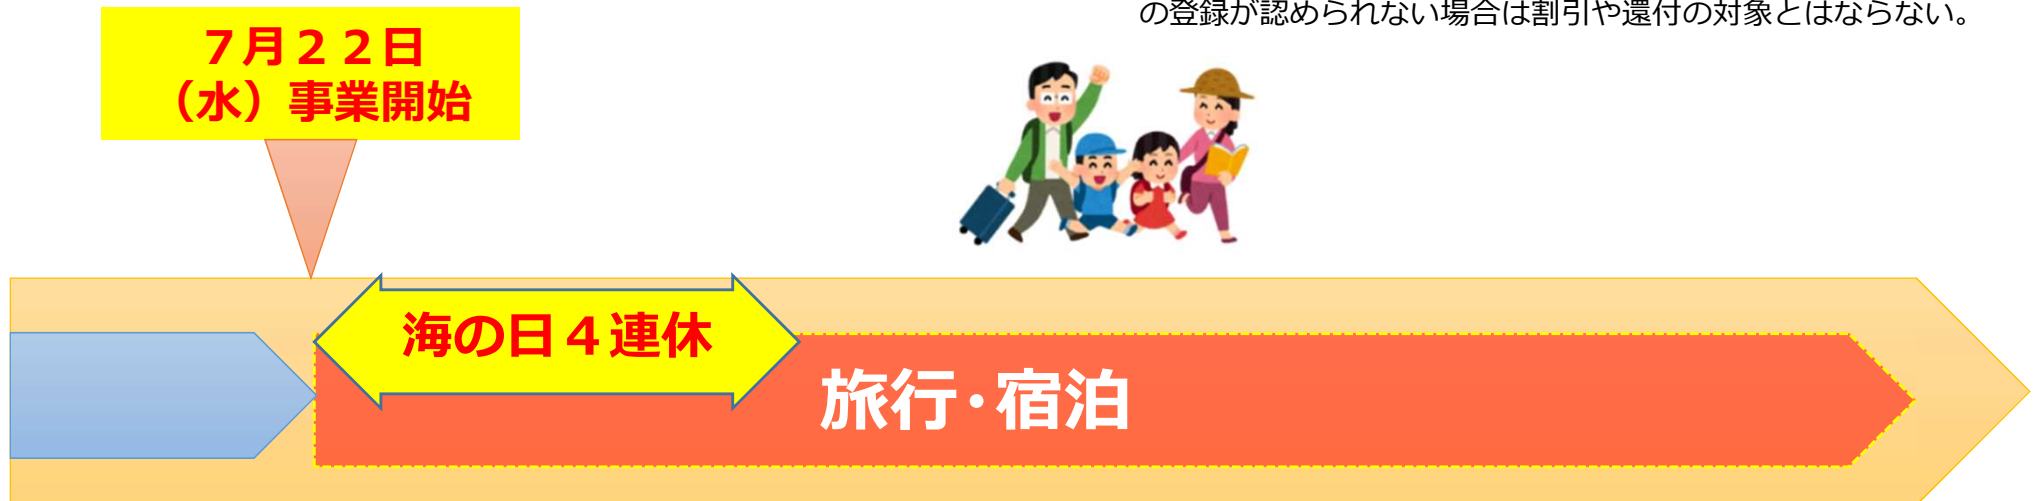 の登録が認められない場合は割引や還付の対象とはならない。
７月２２日
（水）事業開始
海の日４連休
旅行・宿泊